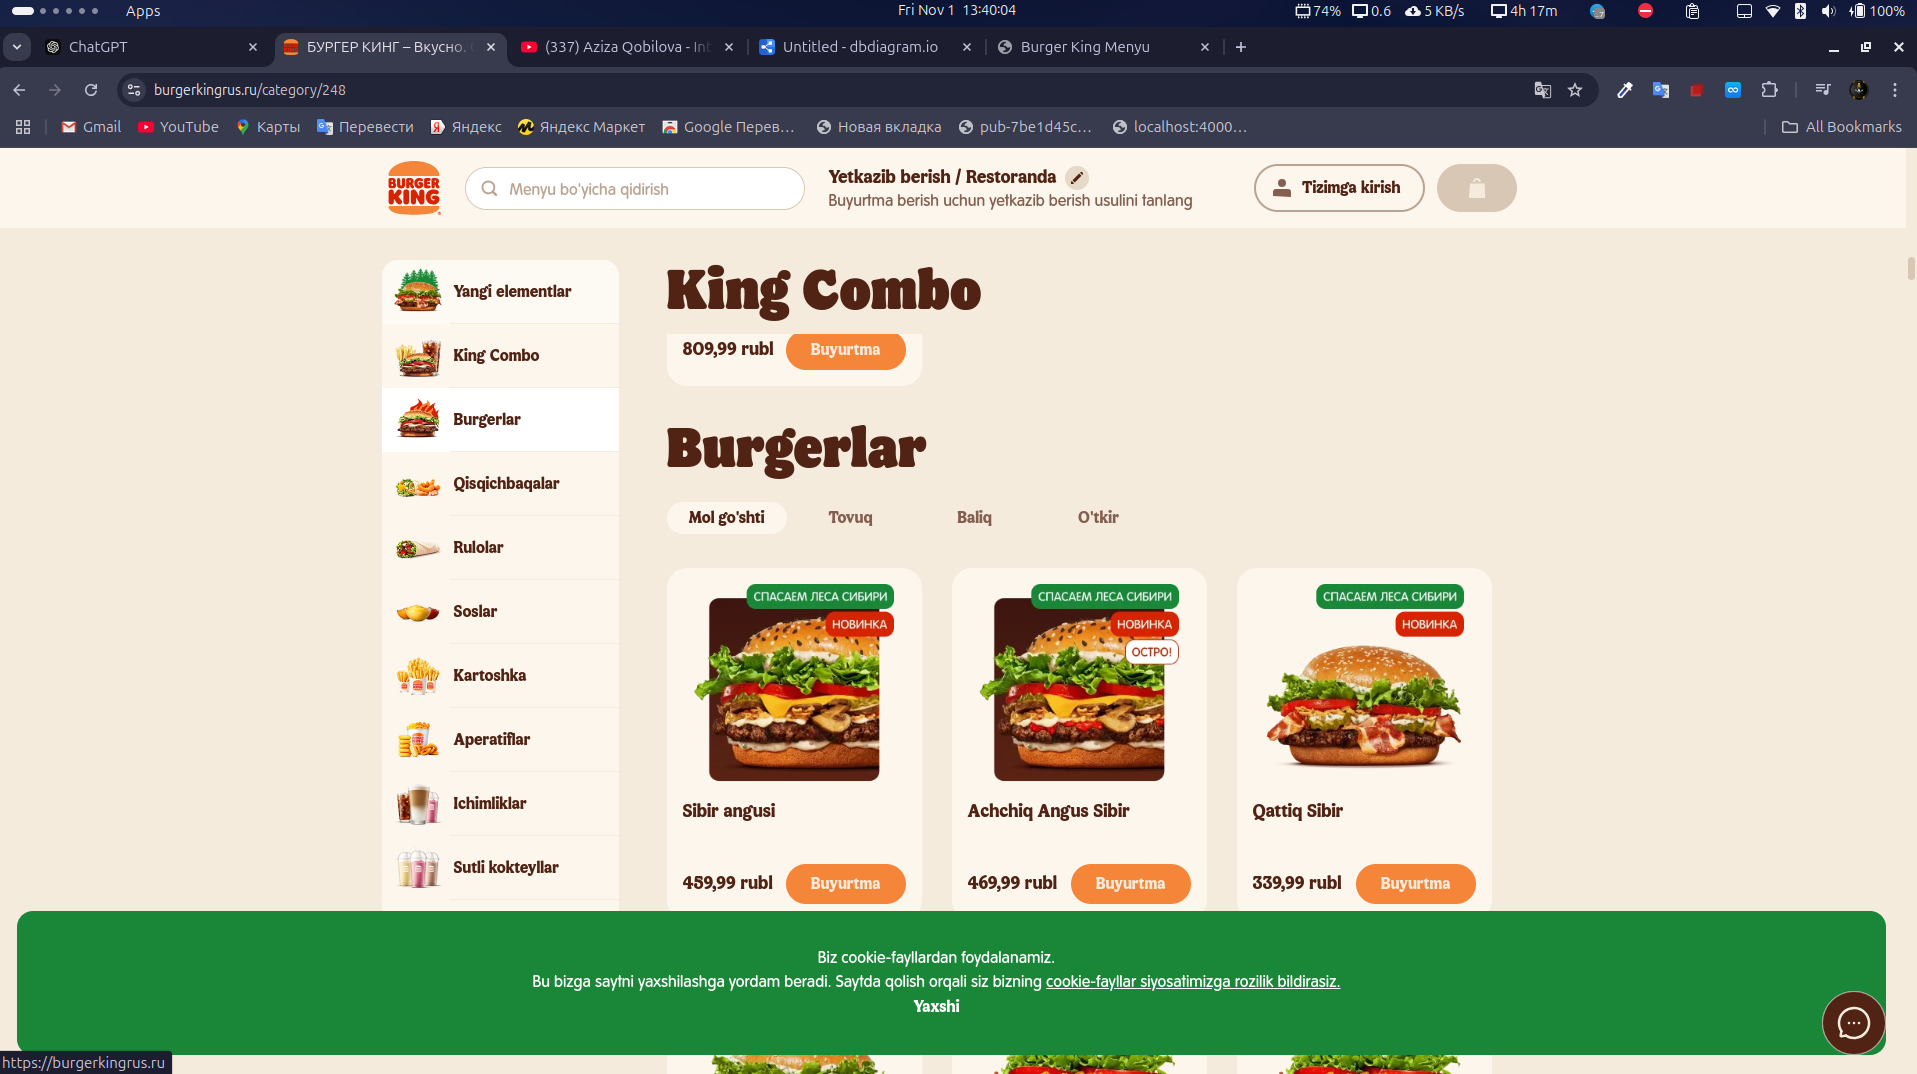 Apps
Fri Nov 1 13:40:04
74%
0.6
5 KB/s
4h 17m
100%
ChatGPT
БУРГЕР КИНГ – Вкусно.
(337) Aziza Qobilova - Int
Untitled - dbdiagram.io
Burger King Menyu
burgerkingrus.ru/category/248
Gmail
YouTube
Карты
Перевести
Яндекс
Яндекс Маркет
Google Перев…
Новая вкладка
pub-7be1d45c…
localhost:4000…
All Bookmarks
BURGER
KING
Menyu bo'yicha qidirish
Yetkazib berish / Restoranda
Buyurtma berish uchun yetkazib berish usulini tanlang
Tizimga kirish
Yangi elementlar
King Combo
Burgerlar
Qisqichbaqalar
Rulolar
Soslar
Kartoshka
Aperatiflar
Ichimliklar
Sutli kokteyllar
King Combo
809,99 rubl
Buyurtma
Burgerlar
Mol go'shti
Tovuq
Baliq
O'tkir
СПАСАЕМ ЛЕСА СИБИРИ
НОВИНКА
Sibir angusi
459,99 rubl
Buyurtma
СПАСАЕМ ЛЕСА СИБИРИ
НОВИНКА
ОСТРО!
Achchiq Angus Sibir
469,99 rubl
Buyurtma
СПАСАЕМ ЛЕСА СИБИРИ
НОВИНКА
Qattiq Sibir
339,99 rubl
Buyurtma
Biz cookie-fayllardan foydalanamiz.
Bu bizga saytni yaxshilashga yordam beradi. Saytda qolish orqali siz bizning cookie-fayllar siyosatimizga rozilik bildirasiz.
Yaxshi
https://burgerkingrus.ru